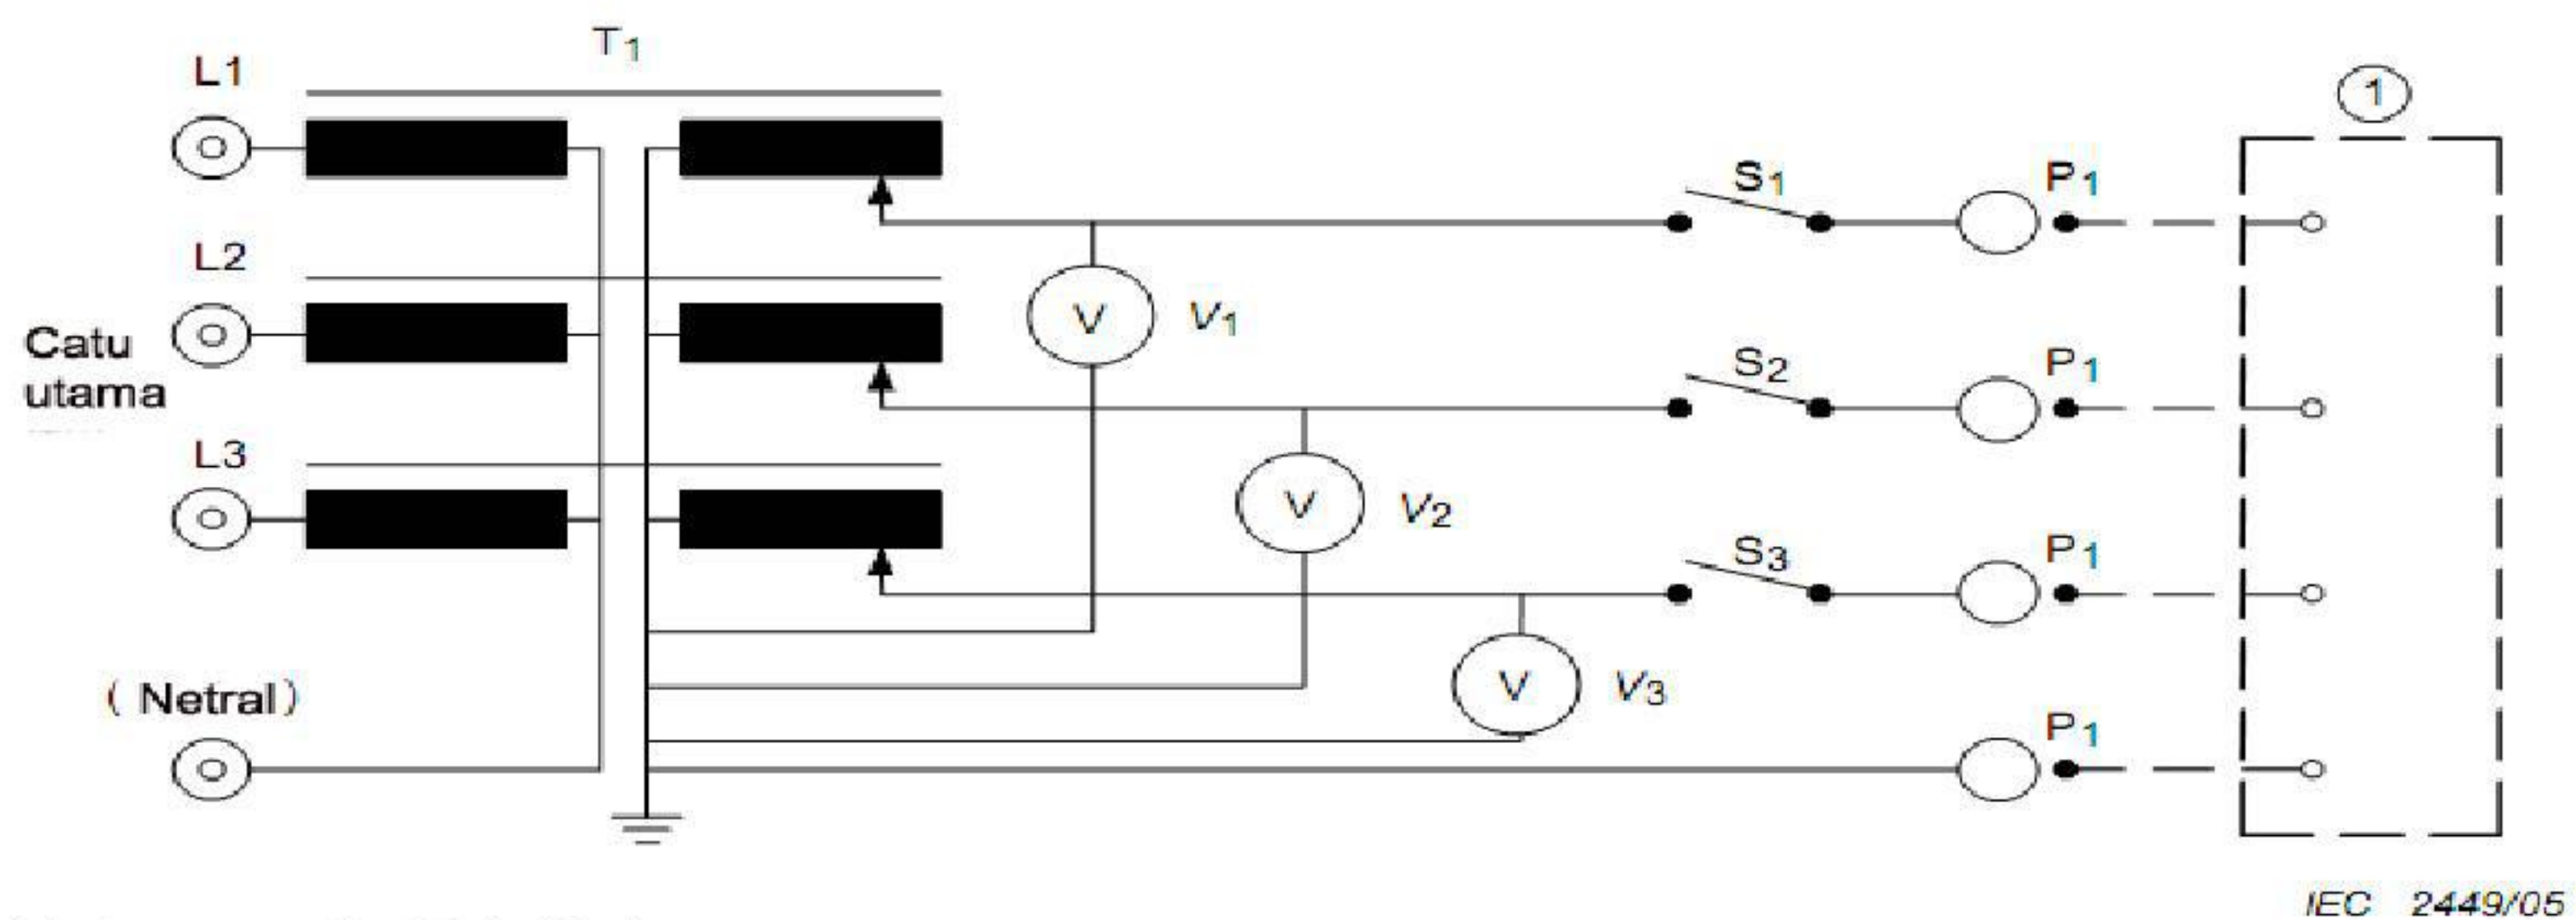 T1
L1
1
S1
P1
L2
V
V1
S2
P1
Catu
utama
V
V2
L3
S3
P1
V
V3
( Netral)
P1
IEC 2449/05